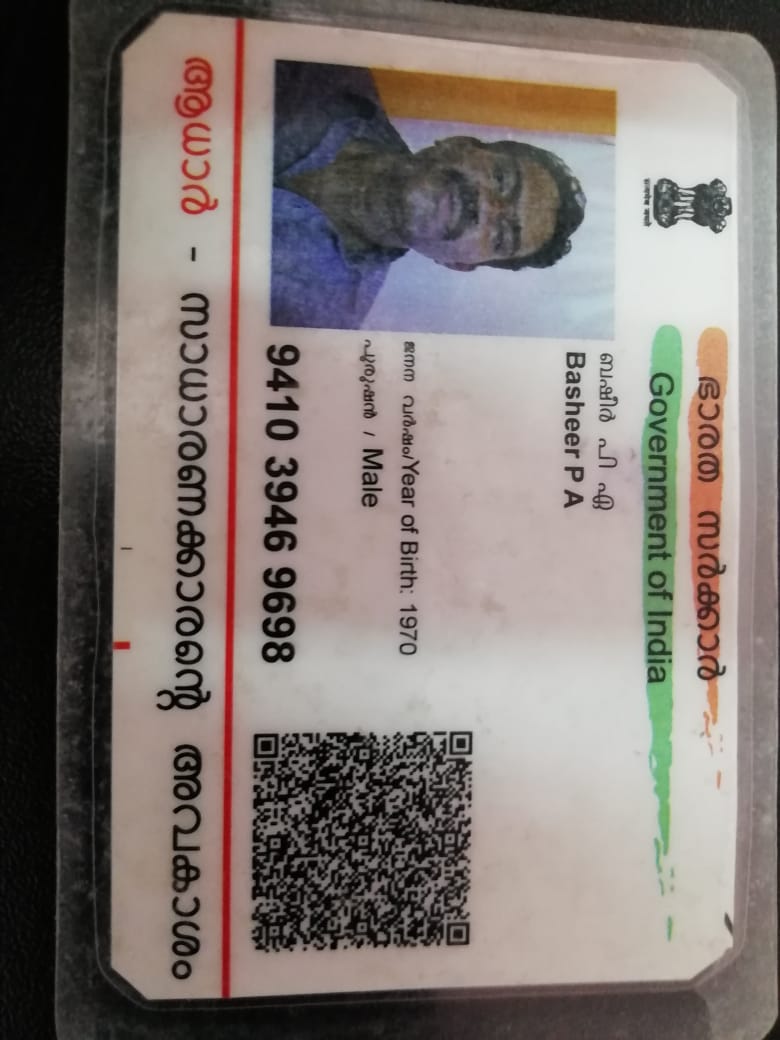 ഭാരത സർക്കാർ
Government of India
ബഷീർ പി ഏ
Basheer P A
ജനന വർഷം/Year of Birth: 1970
പുരുഷൻ / Male
9410 3946 9698
ആധാർ - സാധാരണക്കാരന്റെ അവകാശം